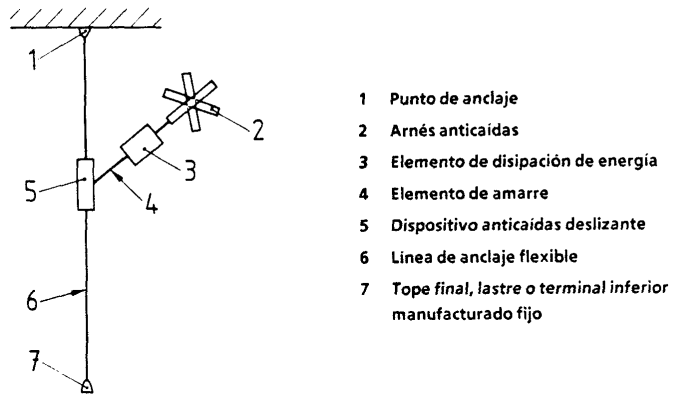 1
2
3
4
5
6
7
1 Punto de anclaje
2 Arnés anticaídas
3 Elemento de disipación de energía
4 Elemento de amarre
5 Dispositivo anticaídas deslizante
6 Línea de anclaje flexible
7 Tope final, lastre o terminal inferior
manufacturado fijo